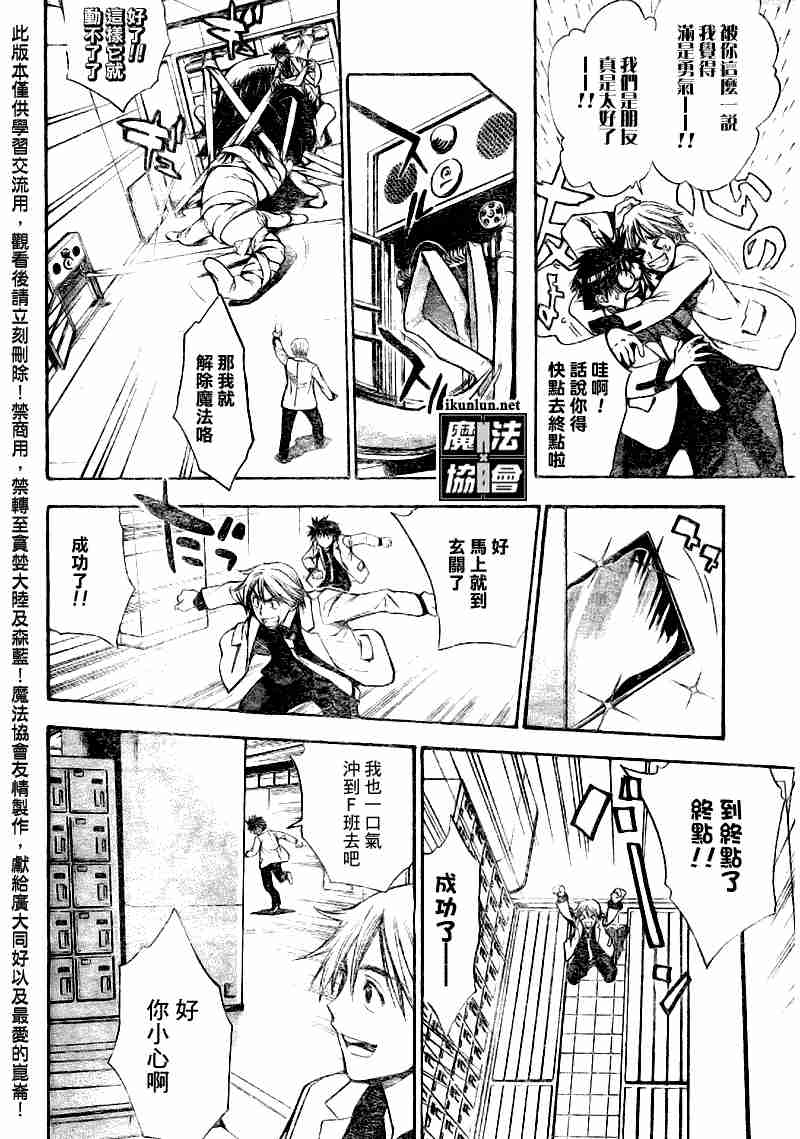 被你這麼一說
我覺得
滿是勇氣——!!
我們是朋友
真是太好了
——!!
哇啊!
話說你得
快點去終點啦
好了!!
這樣它就
動不了了
那我就
解除魔法咯
ikunlun.net
魔法
協會
好
馬上就到
玄關了
成功了!!
到終點了
終點!!
成功了——
我也一口氣
沖到F班去吧
好
你小心啊
此版本僅供學習交流用，觀看後請立刻刪除！禁商用，禁轉至貪婪大陸及森藍！魔法協會友情製作，獻給廣大同好以及最愛的崑崙！